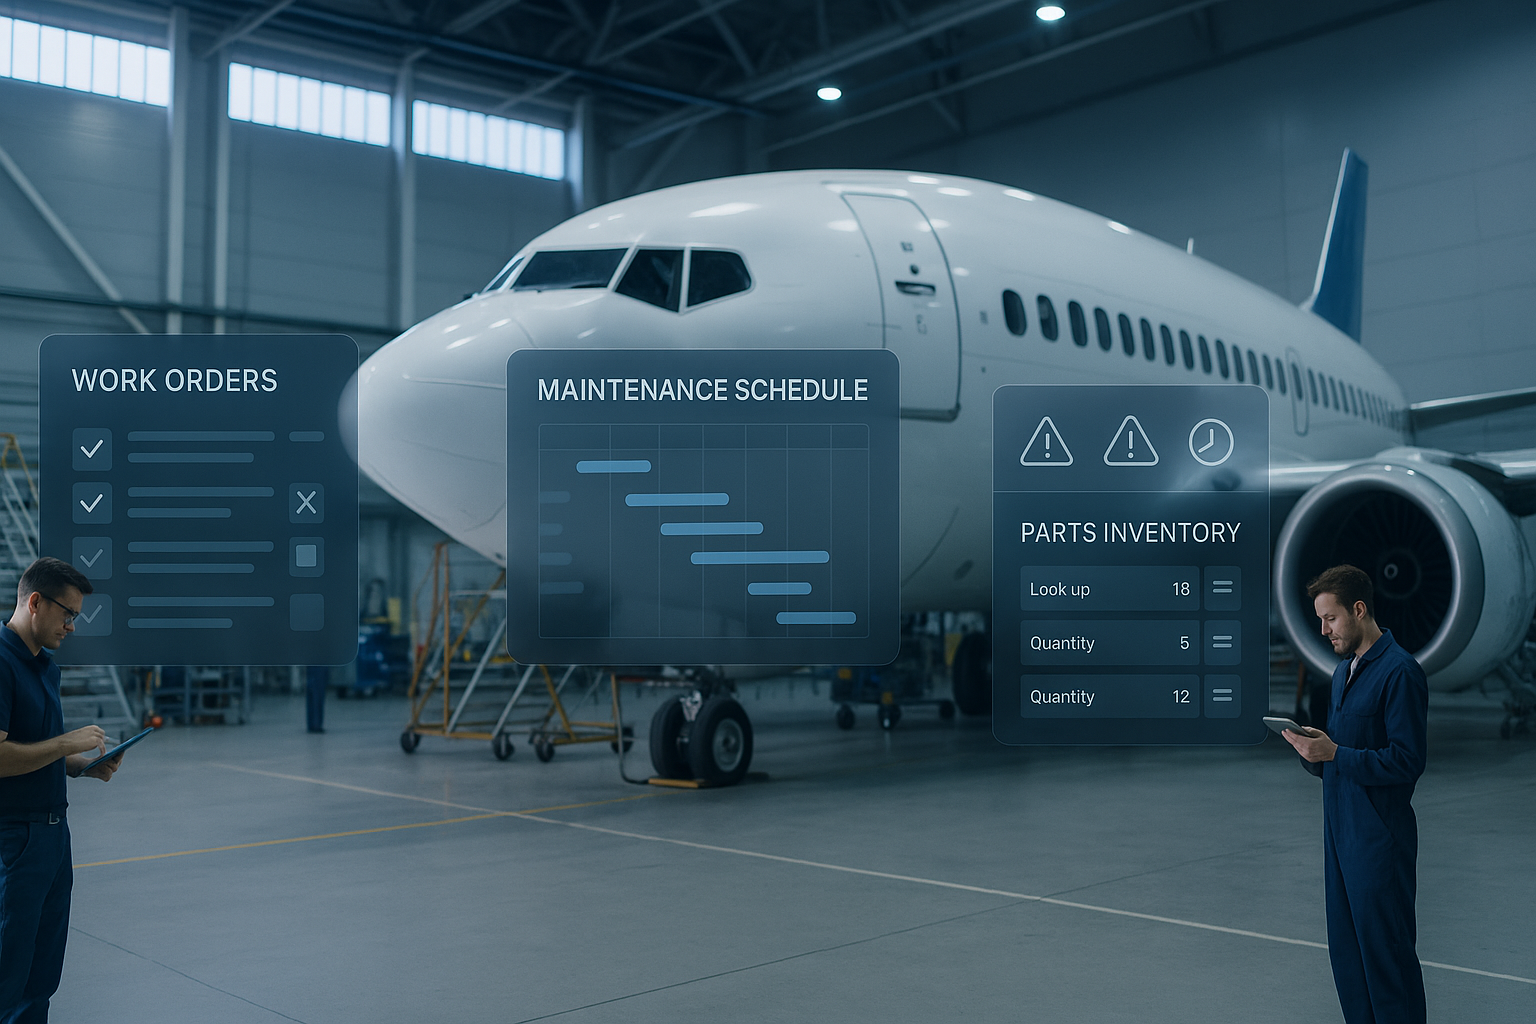 WORK ORDERS
MAINTENANCE SCHEDULE
PARTS INVENTORY
Look up 18
Quantity 5
Quantity 12